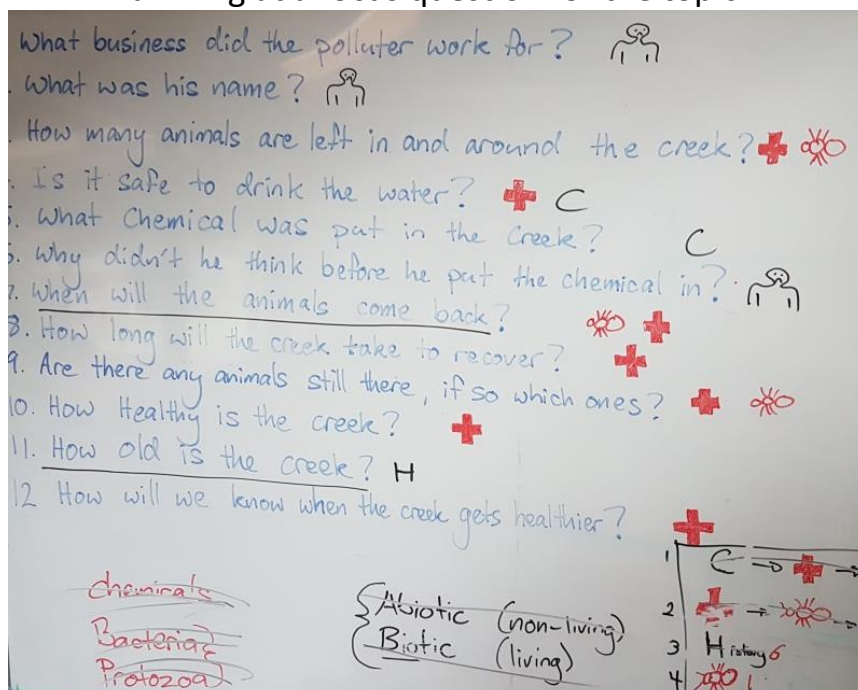 What business did the polluter work for?
. What was his name?
. How many animals are left in and around the creek?
. Is it safe to drink the water? C
5. What Chemical was put in the Creek? C
6. Why didn't he think before he put the chemical in?
7. When will the animals come back?
8. How long will the creek take to recover?
9. Are there any animals still there, if so which ones?
10. How Healthy is the creek?
11. How old is the creek? H
12 How will we know when the creek gets healthier?
1 C → →
Chemicals
2 → →
Abiotic (non-living)
Bacteria
3 History 6
Biotic (living)
Protozoa
4 1